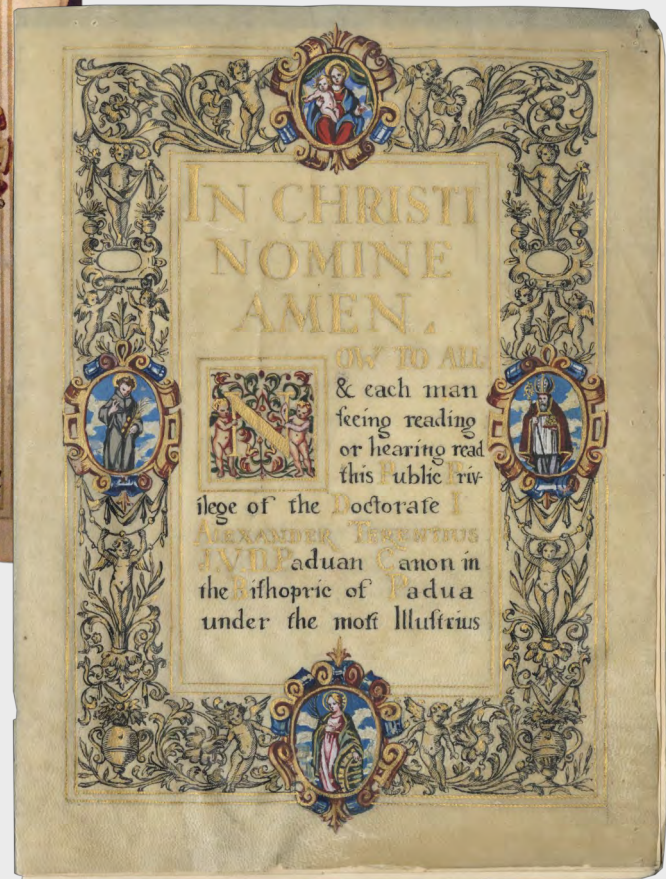 IN CHRISTI
NOMINE
AMEN.
NOW TO ALL
& each man
ſeeing reading
or hearing read
this Public Priv-
ilege of the Doctorate I
ALEXANDER TERENTIUS
J.V.D. Paduan Canon in
the Biſhopric of Padua
under the moſt Illuſtrius